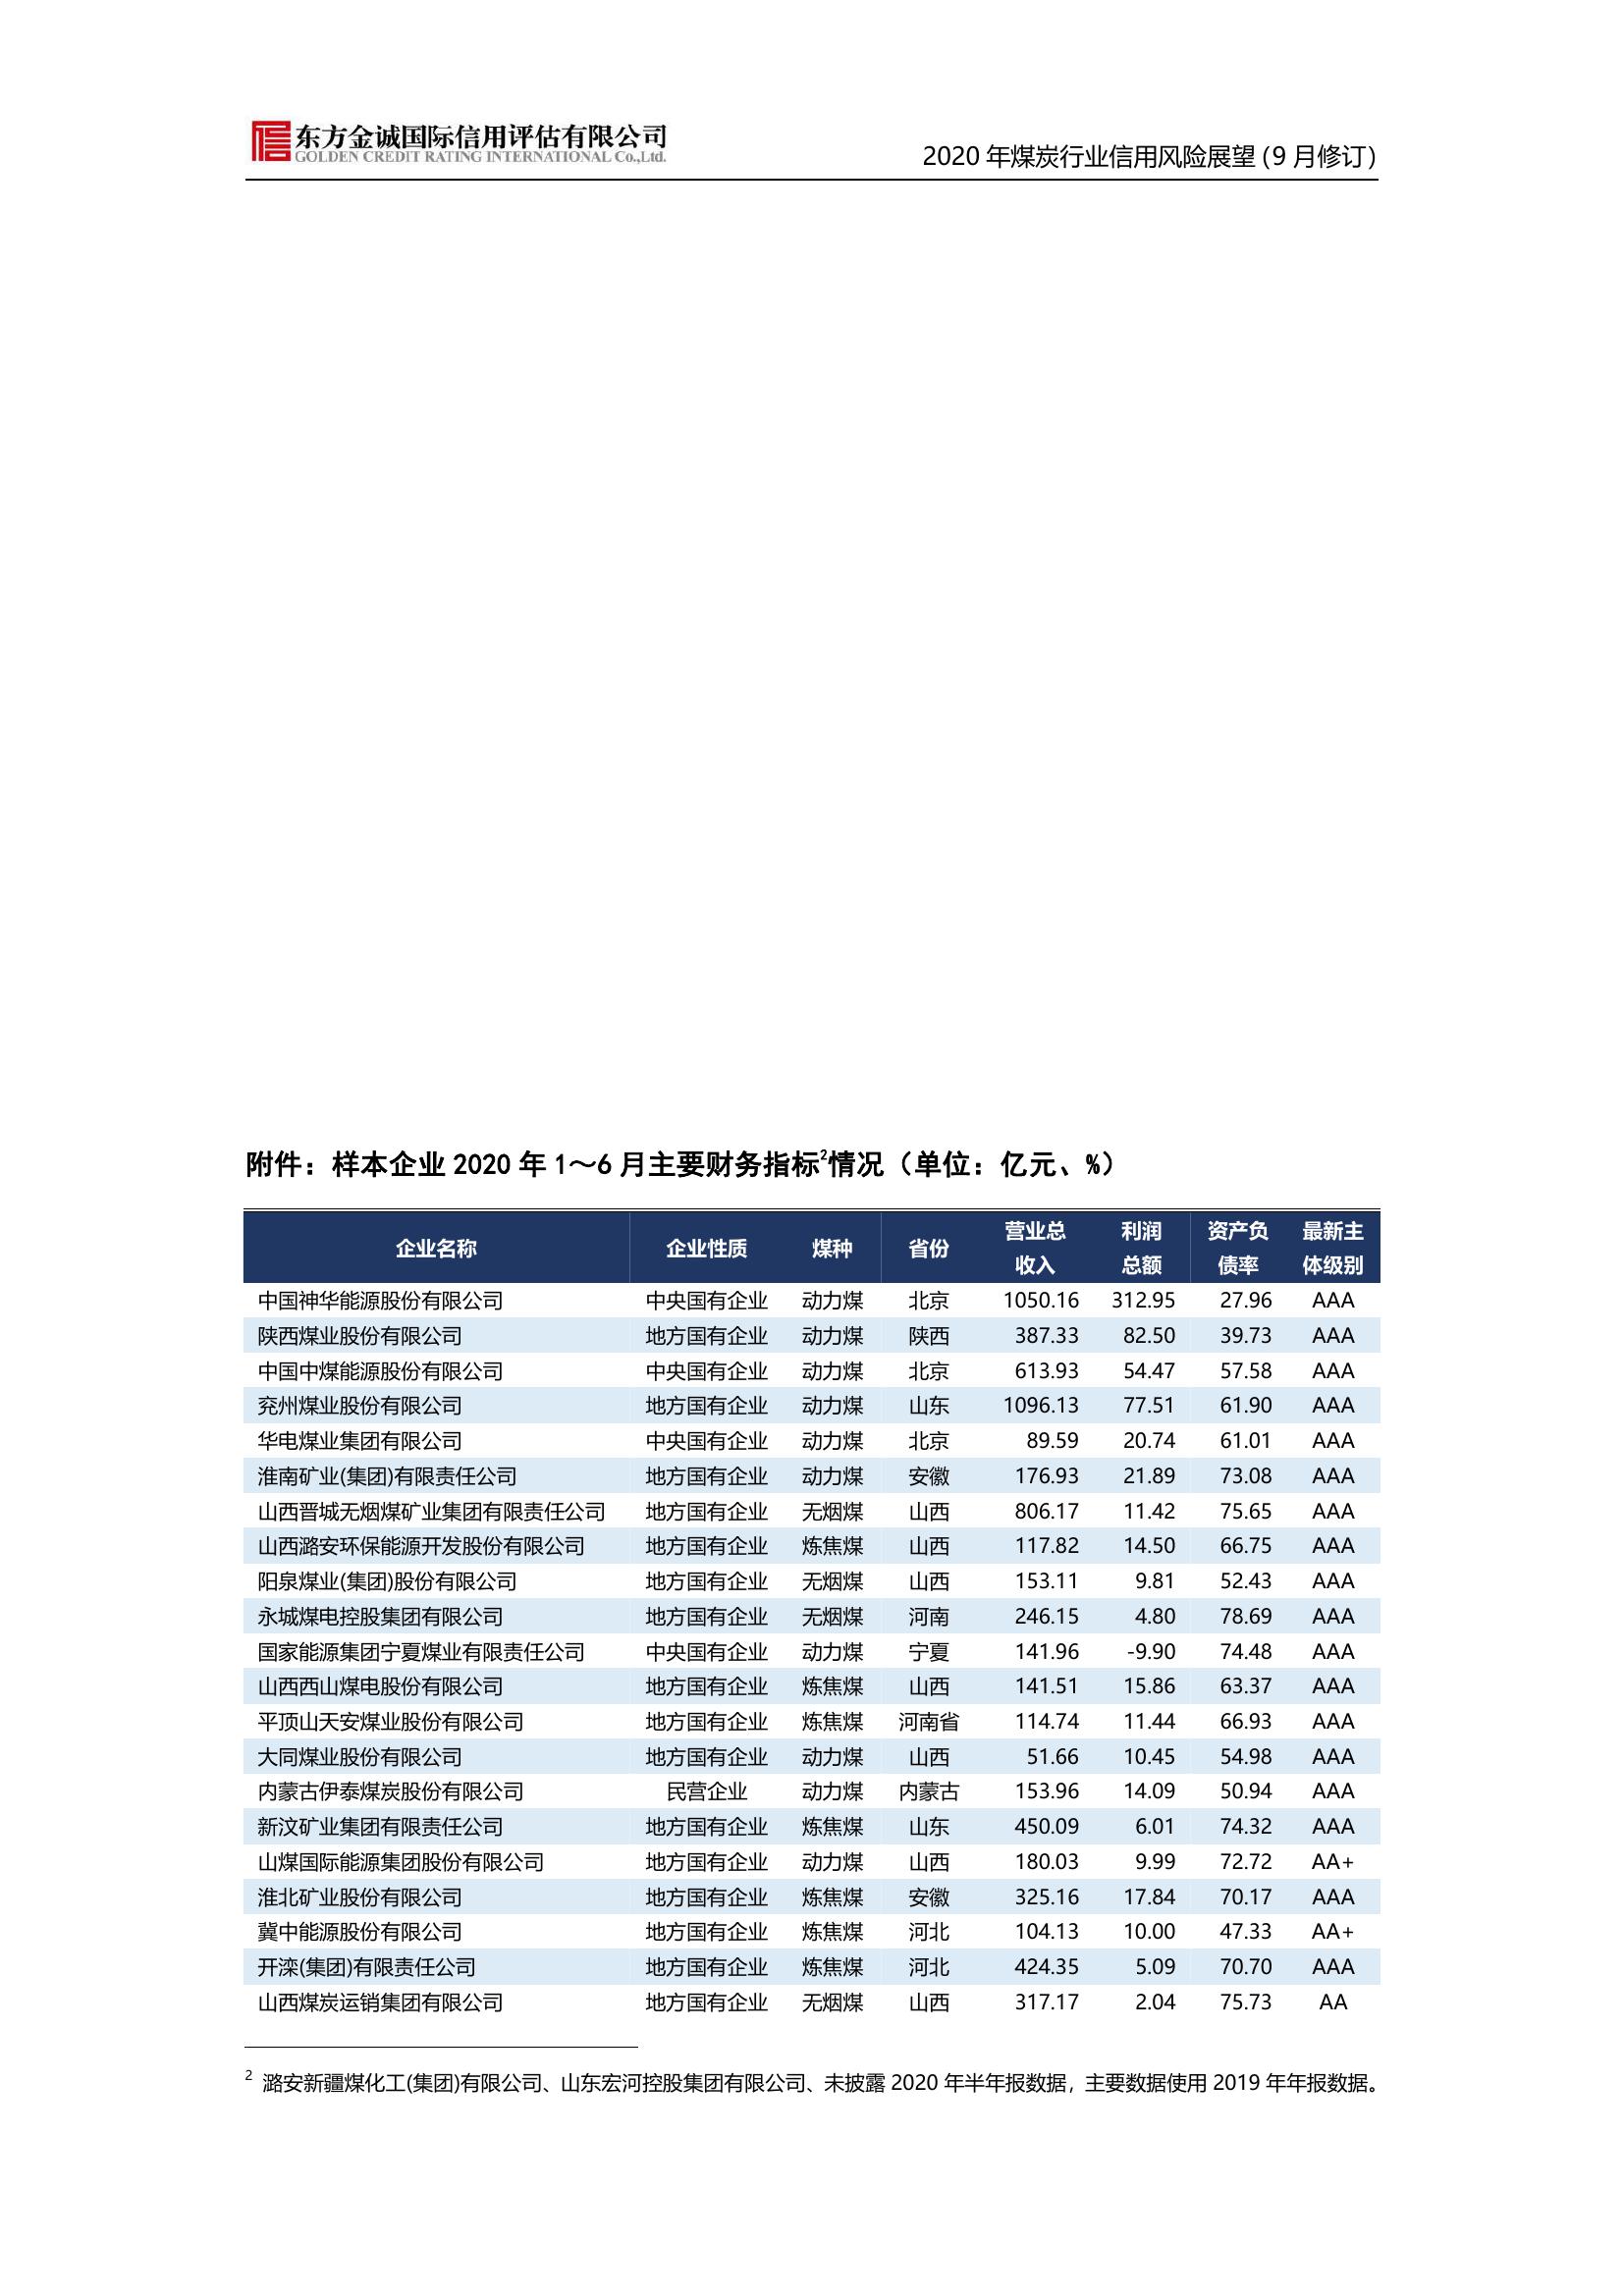 东方金诚国际信用评估有限公司
GOLDEN CREDIT RATING INTERNATIONAL Co.,Ltd.
2020 年煤炭行业信用风险展望(9 月修订)
附件：样本企业 2020 年 1～6 月主要财务指标2情况（单位：亿元、%）
企业名称 企业性质 煤种 省份 营业总收入 利润总额 资产负债率 最新主体级别
中国神华能源股份有限公司 中央国有企业 动力煤 北京 1050.16 312.95 27.96 AAA
陕西煤业股份有限公司 地方国有企业 动力煤 陕西 387.33 82.50 39.73 AAA
中国中煤能源股份有限公司 中央国有企业 动力煤 北京 613.93 54.47 57.58 AAA
兖州煤业股份有限公司 地方国有企业 动力煤 山东 1096.13 77.51 61.90 AAA
华电煤业集团有限公司 中央国有企业 动力煤 北京 89.59 20.74 61.01 AAA
淮南矿业(集团)有限责任公司 地方国有企业 动力煤 安徽 176.93 21.89 73.08 AAA
山西晋城无烟煤矿业集团有限责任公司 地方国有企业 无烟煤 山西 806.17 11.42 75.65 AAA
山西潞安环保能源开发股份有限公司 地方国有企业 炼焦煤 山西 117.82 14.50 66.75 AAA
阳泉煤业(集团)股份有限公司 地方国有企业 无烟煤 山西 153.11 9.81 52.43 AAA
永城煤电控股集团有限公司 地方国有企业 无烟煤 河南 246.15 4.80 78.69 AAA
国家能源集团宁夏煤业有限责任公司 中央国有企业 动力煤 宁夏 141.96 -9.90 74.48 AAA
山西西山煤电股份有限公司 地方国有企业 炼焦煤 山西 141.51 15.86 63.37 AAA
平顶山天安煤业股份有限公司 地方国有企业 炼焦煤 河南省 114.74 11.44 66.93 AAA
大同煤业股份有限公司 地方国有企业 动力煤 山西 51.66 10.45 54.98 AAA
内蒙古伊泰煤炭股份有限公司 民营企业 动力煤 内蒙古 153.96 14.09 50.94 AAA
新汶矿业集团有限责任公司 地方国有企业 炼焦煤 山东 450.09 6.01 74.32 AAA
山煤国际能源集团股份有限公司 地方国有企业 动力煤 山西 180.03 9.99 72.72 AA+
淮北矿业股份有限公司 地方国有企业 炼焦煤 安徽 325.16 17.84 70.17 AAA
冀中能源股份有限公司 地方国有企业 炼焦煤 河北 104.13 10.00 47.33 AA+
开滦(集团)有限责任公司 地方国有企业 炼焦煤 河北 424.35 5.09 70.70 AAA
山西煤炭运销集团有限公司 地方国有企业 无烟煤 山西 317.17 2.04 75.73 AA
2 潞安新疆煤化工(集团)有限公司、山东宏河控股集团有限公司、未披露 2020 年半年报数据，主要数据使用 2019 年年报数据。